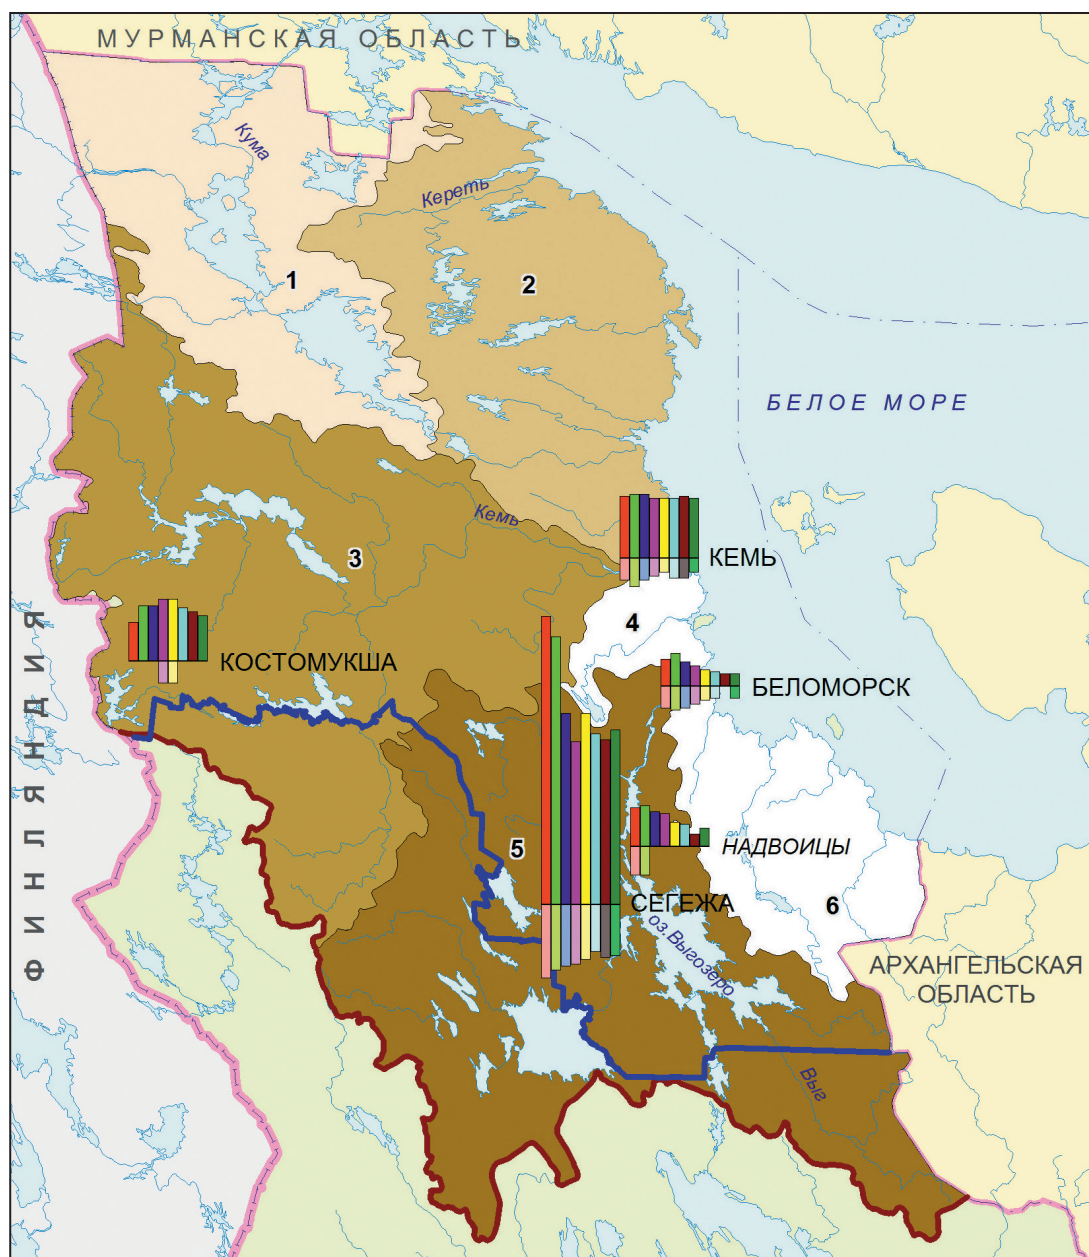 МУРМАНСКАЯ ОБЛАСТЬ
Кума
Кереть
1
2
БЕЛОЕ МОРЕ
Кемь
КЕМЬ
3
4
ФИНЛЯНДИЯ
КОСТОМУКША
БЕЛОМОРСК
5
НАДВОИЦЫ
СЕГЕЖА
6
оз.Выгозеро
АРХАНГЕЛЬСКАЯ
ОБЛАСТЬ
Выг